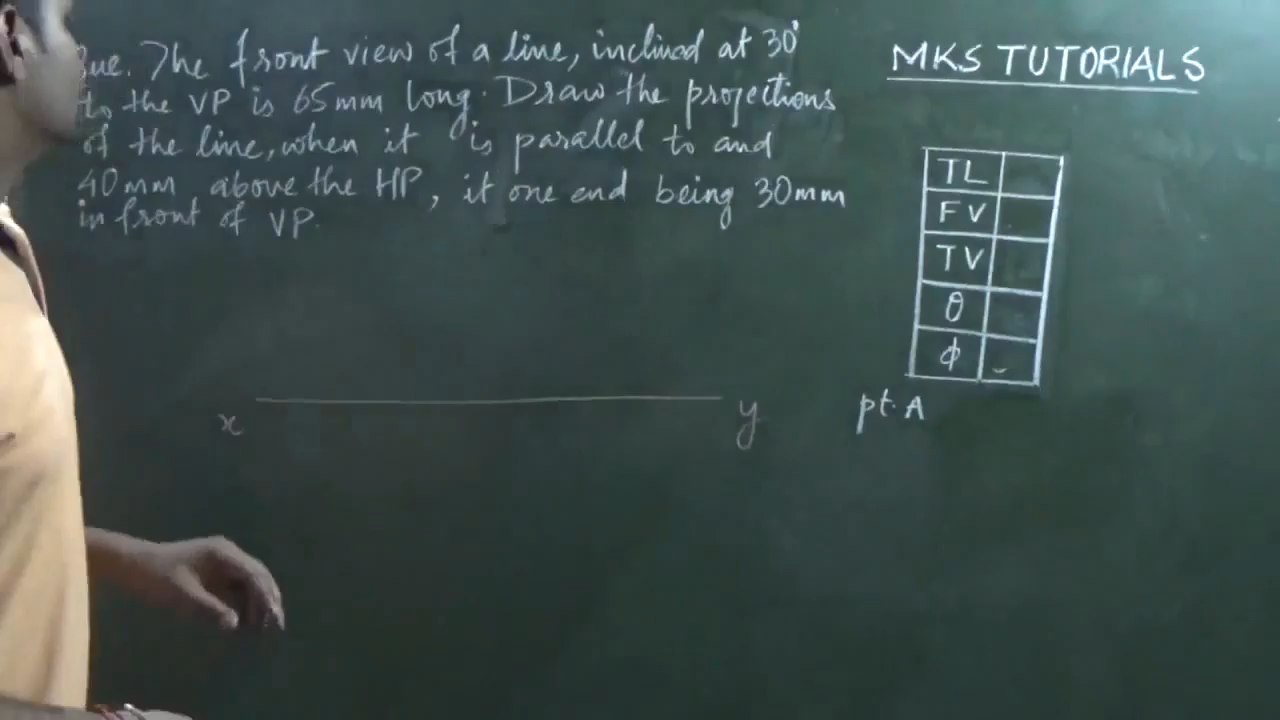 Que. The front view of a line, inclined at 30°
to the VP is 65mm long. Draw the projections
of the line, when it is parallel to and
40mm above the HP, it one end being 30mm
in front of VP.
MKS TUTORIALS
TL
FV
TV
θ
ϕ
x y
pt. A